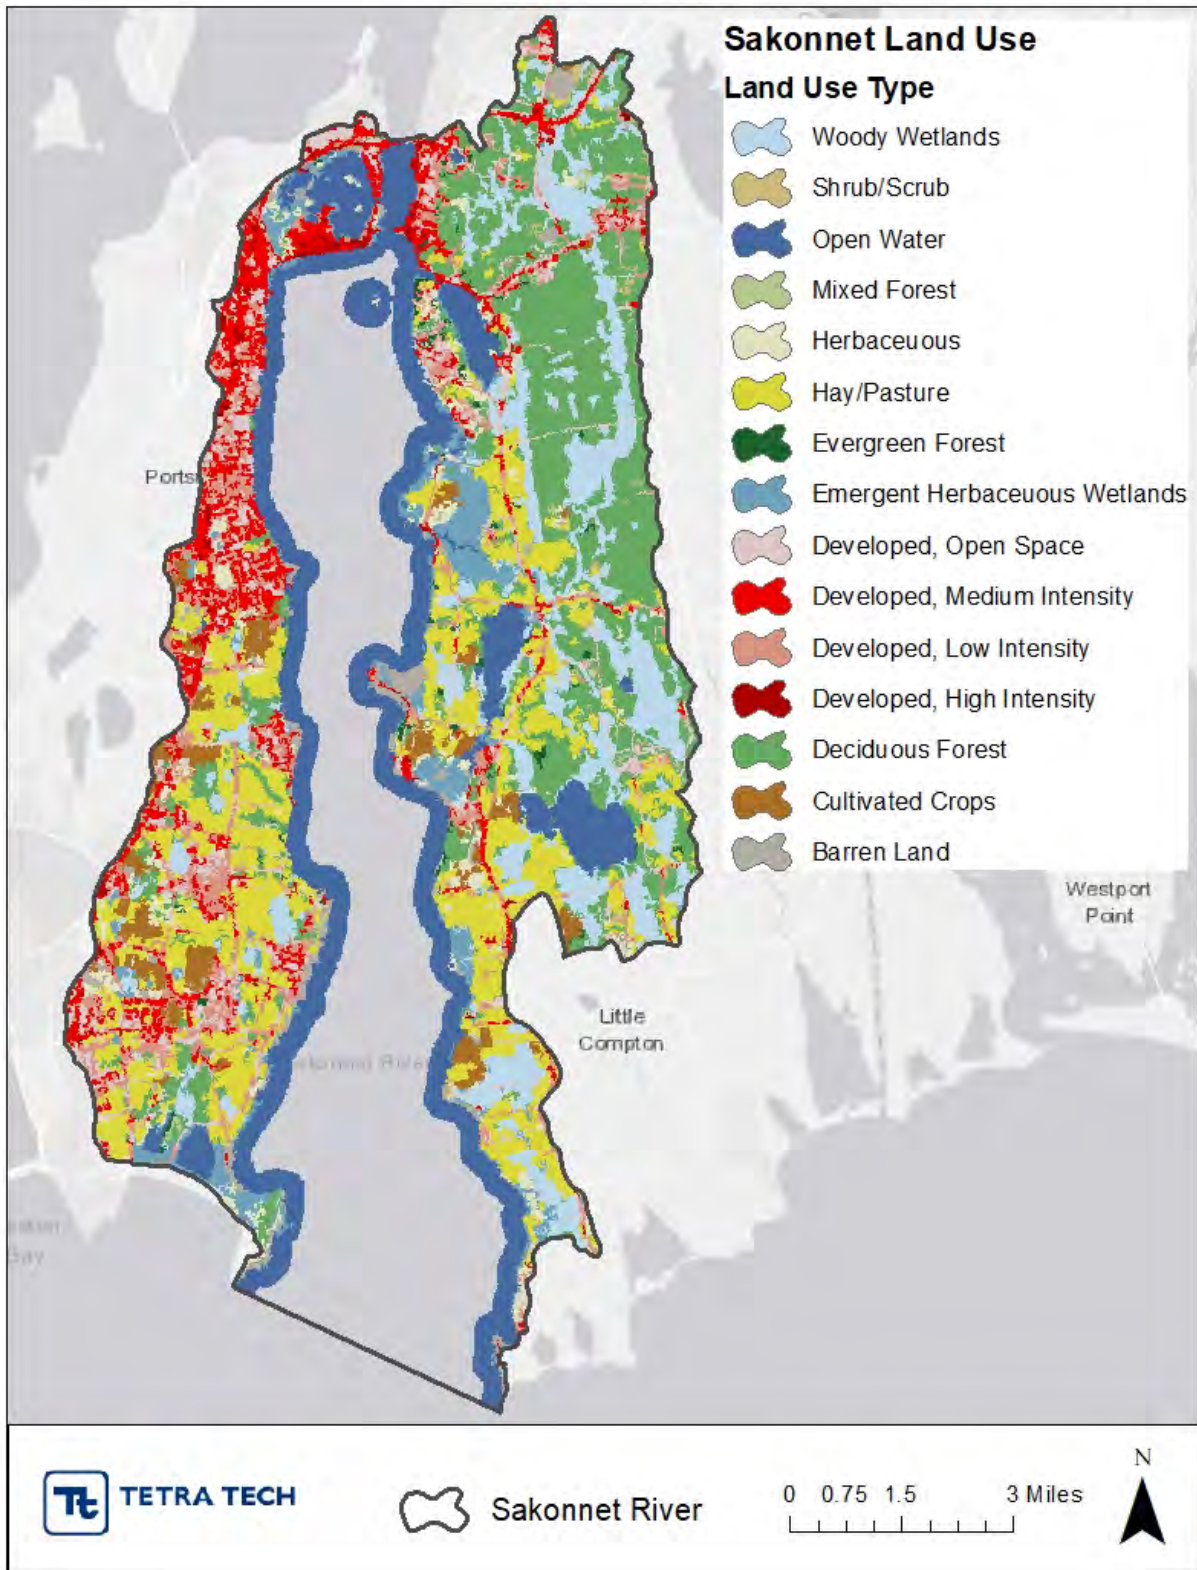 Sakonnet Land Use
Land Use Type
Woody Wetlands
Shrub/Scrub
Open Water
Mixed Forest
Herbaceuous
Hay/Pasture
Evergreen Forest
Emergent Herbaceuous Wetlands
Developed, Open Space
Developed, Medium Intensity
Developed, Low Intensity
Developed, High Intensity
Deciduous Forest
Cultivated Crops
Barren Land
Westport
Point
Little
Compton
Bay
Tt TETRA TECH
Sakonnet River
0 0.75 1.5 3 Miles
N